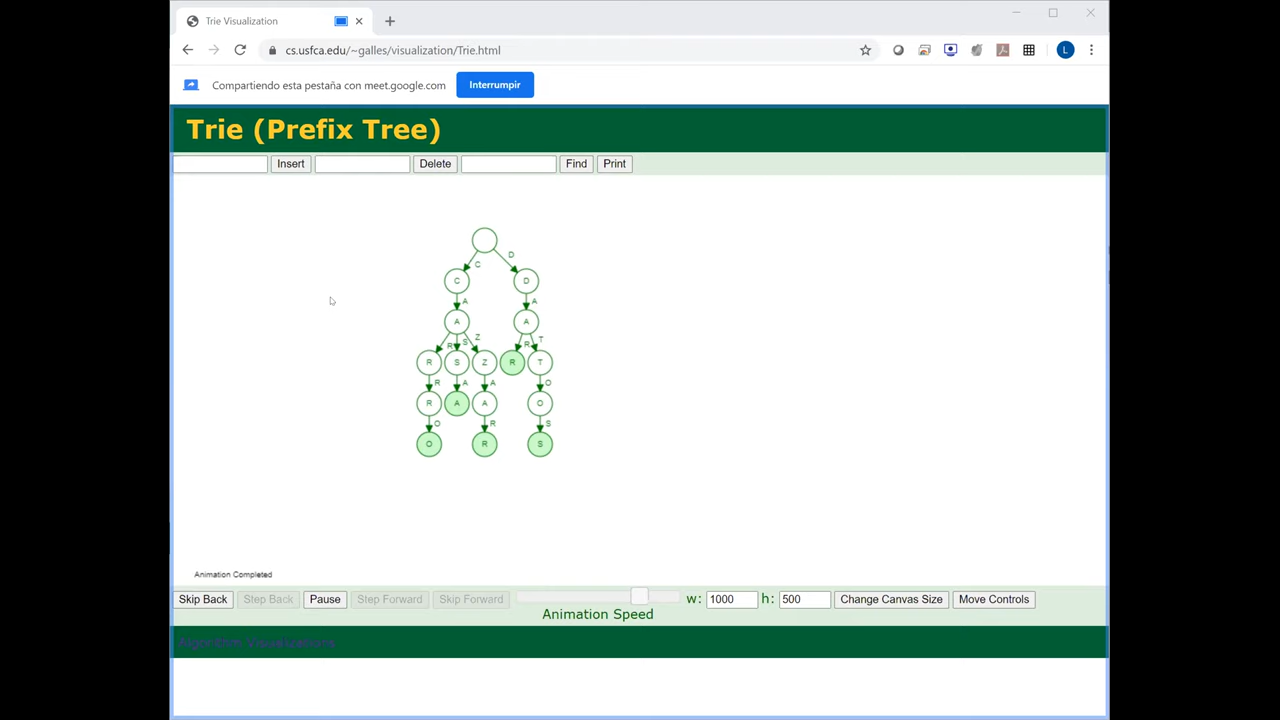 Trie Visualization
cs.usfca.edu/~galles/visualization/Trie.html
L
Compartiendo esta pestaña con meet.google.com
Interrumpir
Trie (Prefix Tree)
Insert
Delete
Find
Print
D
C
C
D
A
A
A
A
R
S
Z
R
T
R
S
Z
R
T
R
A
A
O
R
A
A
O
O
R
S
O
R
S
Animation Completed
Skip Back
Step Back
Pause
Step Forward
Skip Forward
w: 1000
h: 500
Change Canvas Size
Move Controls
Animation Speed
Algorithm Visualizations